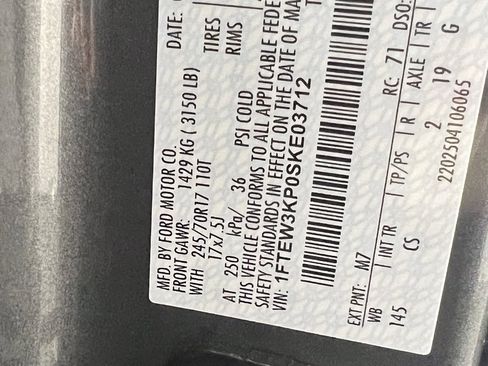 MFD. BY FORD MOTOR CO.
DATE:
FRONT GAWR: 1429 KG ( 3150 LB)
WITH 245/70R17 110T TIRES
17x7.5J RIMS
AT 250 kPa/ 36 PSI COLD
THIS VEHICLE CONFORMS TO ALL APPLICABLE FEDE
SAFETY STANDARDS IN EFFECT ON THE DATE OF MA
VIN: 1FTEW3KP0SKE03712
EXT PNT: M7 RC: 71 DSO:
WB INT TR TP/PS R AXLE TR
145 CS 2 19 G
2202504106065